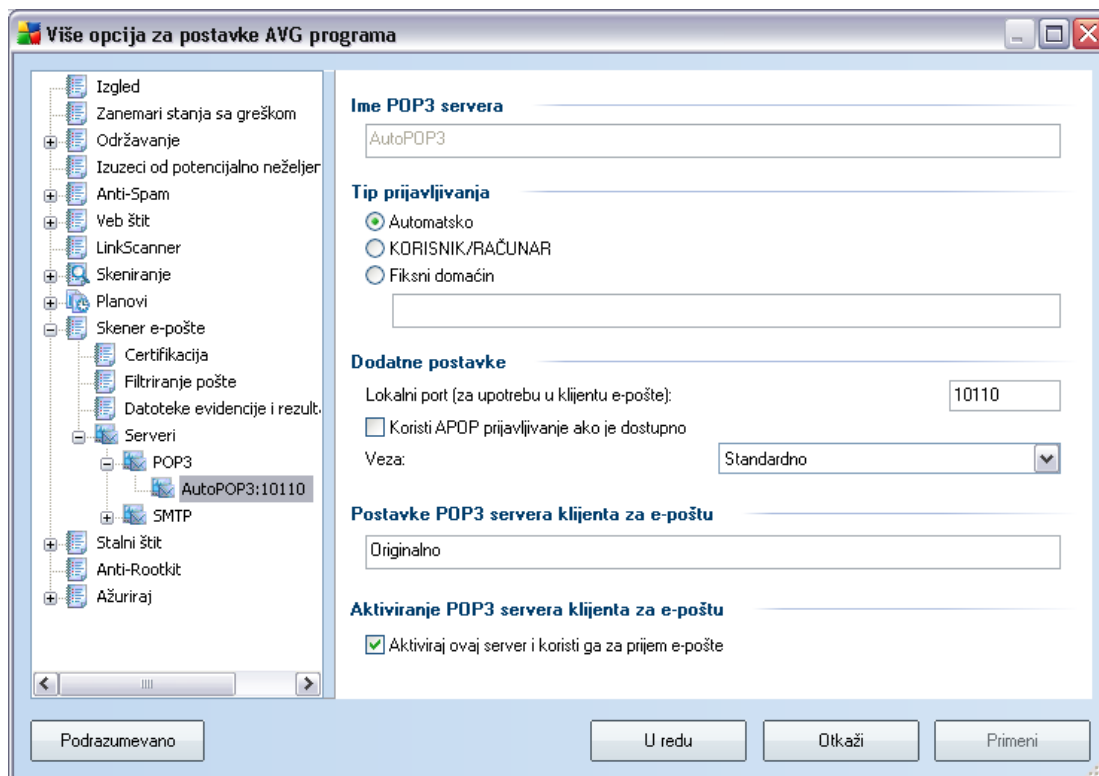 Više opcija za postavke AVG programa
Izgled
Zanemari stanja sa greškom
Održavanje
Izuzeci od potencijalno neželjer
Anti-Spam
Veb štit
LinkScanner
Skeniranje
Planovi
Skener e-pošte
Certifikacija
Filtriranje pošte
Datoteke evidencije i rezult
Serveri
POP3
AutoPOP3:10110
SMTP
Stalni štit
Anti-Rootkit
Ažuriraj
Ime POP3 servera
AutoPOP3
Tip prijavljivanja
Automatsko
KORISNIK/RAČUNAR
Fiksni domaćin
Dodatne postavke
Lokalni port (za upotrebu u klijentu e-pošte): 10110
Koristi APOP prijavljivanje ako je dostupno
Veza: Standardno
Postavke POP3 servera klijenta za e-poštu
Originalno
Aktiviranje POP3 servera klijenta za e-poštu
Aktiviraj ovaj server i koristi ga za prijem e-pošte
Podrazumevano U redu Otkaži Primeni